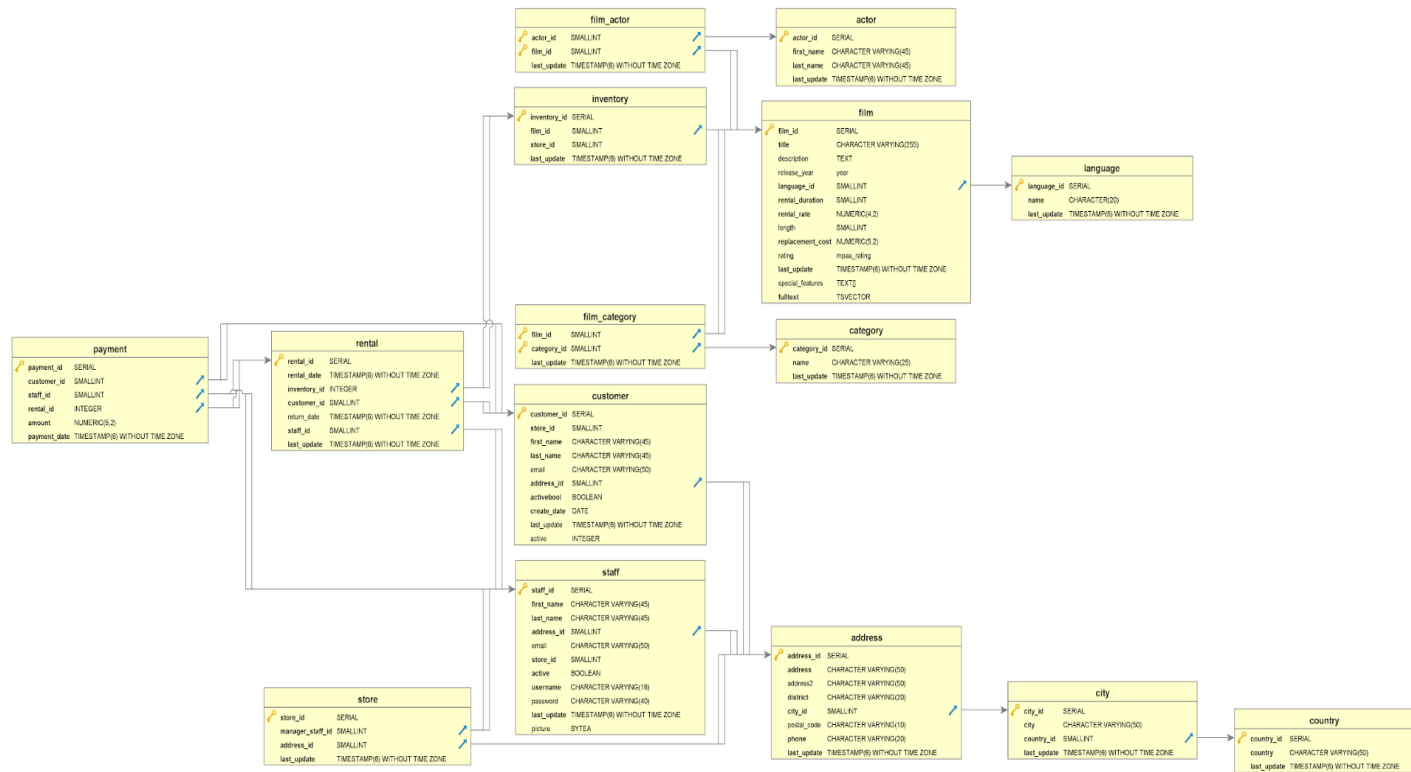 film_actor
actor_id SMALLINT
film_id SMALLINT
last_update TIMESTAMP(6) WITHOUT TIME ZONE
actor
actor_id SERIAL
first_name CHARACTER VARYING(45)
last_name CHARACTER VARYING(45)
last_update TIMESTAMP(6) WITHOUT TIME ZONE
inventory
inventory_id SERIAL
film_id SMALLINT
store_id SMALLINT
last_update TIMESTAMP(6) WITHOUT TIME ZONE
film
film_id SERIAL
title CHARACTER VARYING(255)
description TEXT
release_year year
language_id SMALLINT
rental_duration SMALLINT
rental_rate NUMERIC(4,2)
length SMALLINT
replacement_cost NUMERIC(5,2)
rating mpaa_rating
last_update TIMESTAMP(6) WITHOUT TIME ZONE
special_features TEXT[]
fulltext TSVECTOR
language
language_id SERIAL
name CHARACTER(20)
last_update TIMESTAMP(6) WITHOUT TIME ZONE
film_category
film_id SMALLINT
category_id SMALLINT
last_update TIMESTAMP(6) WITHOUT TIME ZONE
category
category_id SERIAL
name CHARACTER VARYING(25)
last_update TIMESTAMP(6) WITHOUT TIME ZONE
payment
payment_id SERIAL
customer_id SMALLINT
staff_id SMALLINT
rental_id INTEGER
amount NUMERIC(5,2)
payment_date TIMESTAMP(6) WITHOUT TIME ZONE
rental
rental_id SERIAL
rental_date TIMESTAMP(6) WITHOUT TIME ZONE
inventory_id INTEGER
customer_id SMALLINT
return_date TIMESTAMP(6) WITHOUT TIME ZONE
staff_id SMALLINT
last_update TIMESTAMP(6) WITHOUT TIME ZONE
customer
customer_id SERIAL
store_id SMALLINT
first_name CHARACTER VARYING(45)
last_name CHARACTER VARYING(45)
email CHARACTER VARYING(50)
address_id SMALLINT
activebool BOOLEAN
create_date DATE
last_update TIMESTAMP(6) WITHOUT TIME ZONE
active INTEGER
staff
staff_id SERIAL
first_name CHARACTER VARYING(45)
last_name CHARACTER VARYING(45)
address_id SMALLINT
email CHARACTER VARYING(50)
store_id SMALLINT
active BOOLEAN
username CHARACTER VARYING(16)
password CHARACTER VARYING(40)
last_update TIMESTAMP(6) WITHOUT TIME ZONE
picture BYTEA
store
store_id SERIAL
manager_staff_id SMALLINT
address_id SMALLINT
last_update TIMESTAMP(6) WITHOUT TIME ZONE
address
address_id SERIAL
address CHARACTER VARYING(50)
address2 CHARACTER VARYING(50)
district CHARACTER VARYING(20)
city_id SMALLINT
postal_code CHARACTER VARYING(10)
phone CHARACTER VARYING(20)
last_update TIMESTAMP(6) WITHOUT TIME ZONE
city
city_id SERIAL
city CHARACTER VARYING(50)
country_id SMALLINT
last_update TIMESTAMP(6) WITHOUT TIME ZONE
country
country_id SERIAL
country CHARACTER VARYING(50)
last_update TIMESTAMP(6) WITHOUT TIME ZONE